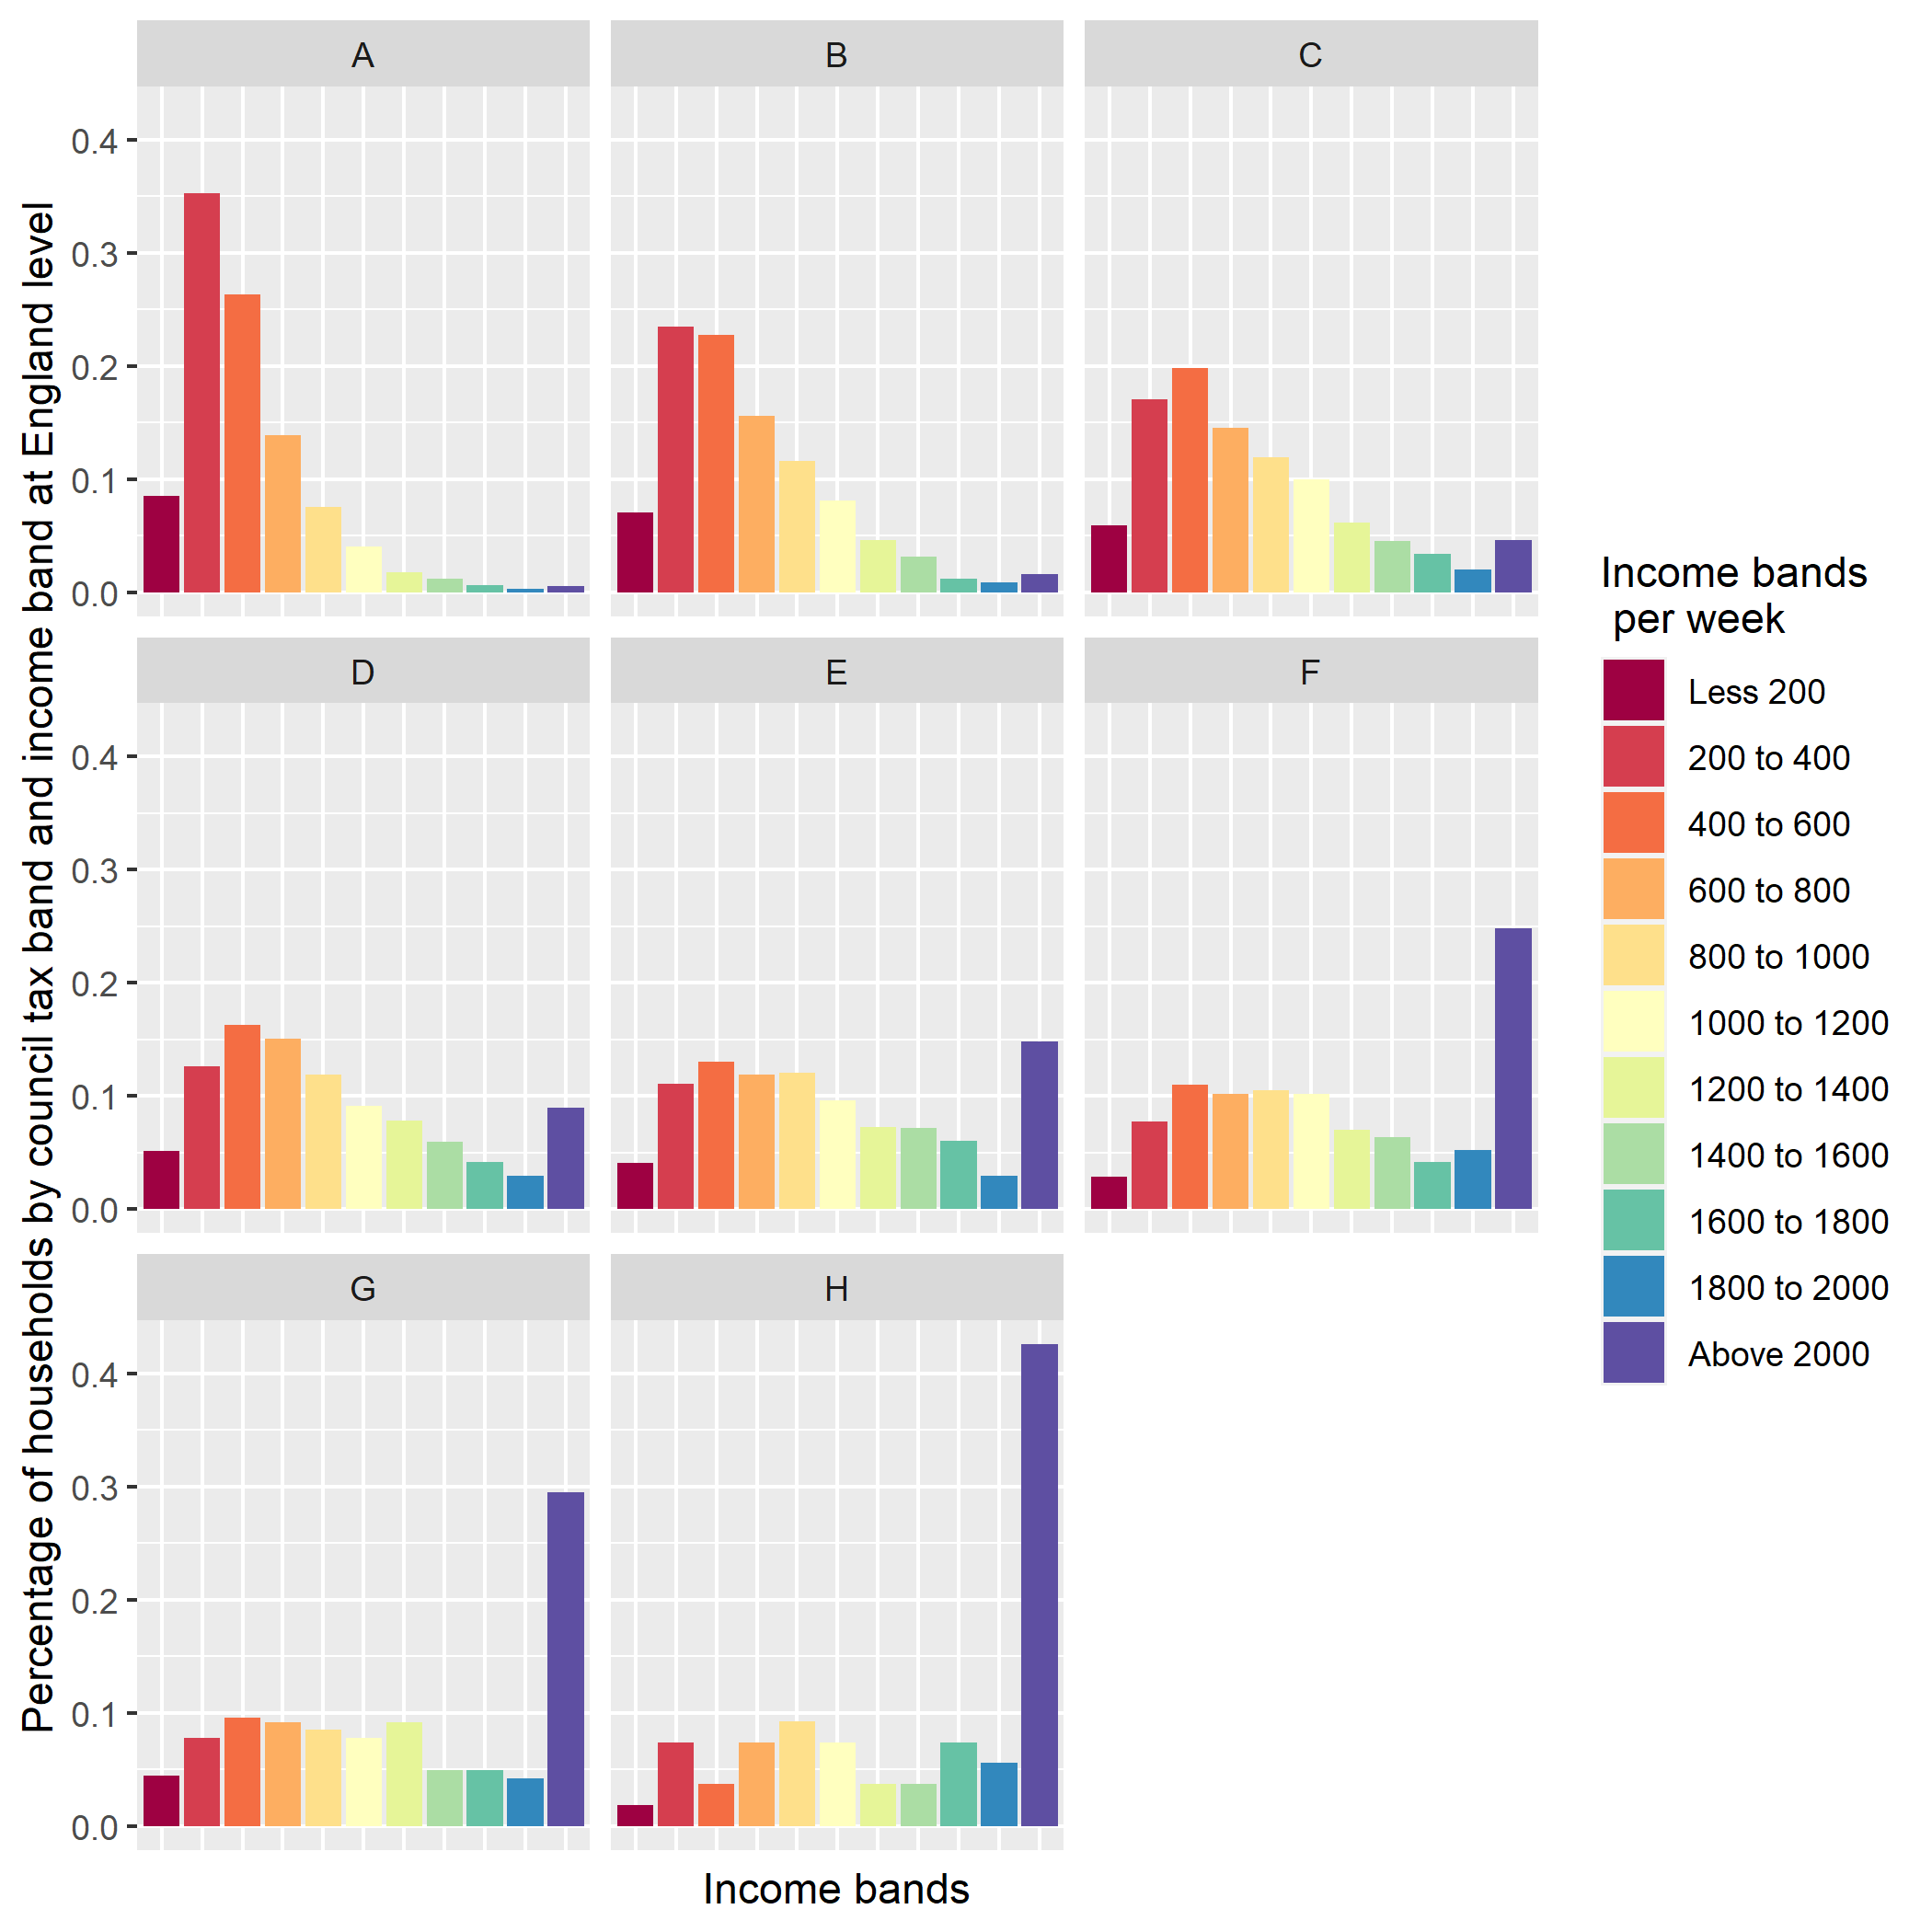 Percentage of households by council tax band and income band at England level
A
B
C
0.4
0.3
0.2
0.1
0.0
D
E
F
0.4
0.3
0.2
0.1
0.0
G
H
0.4
0.3
0.2
0.1
0.0
Income bands
Income bands
per week
Less 200
200 to 400
400 to 600
600 to 800
800 to 1000
1000 to 1200
1200 to 1400
1400 to 1600
1600 to 1800
1800 to 2000
Above 2000